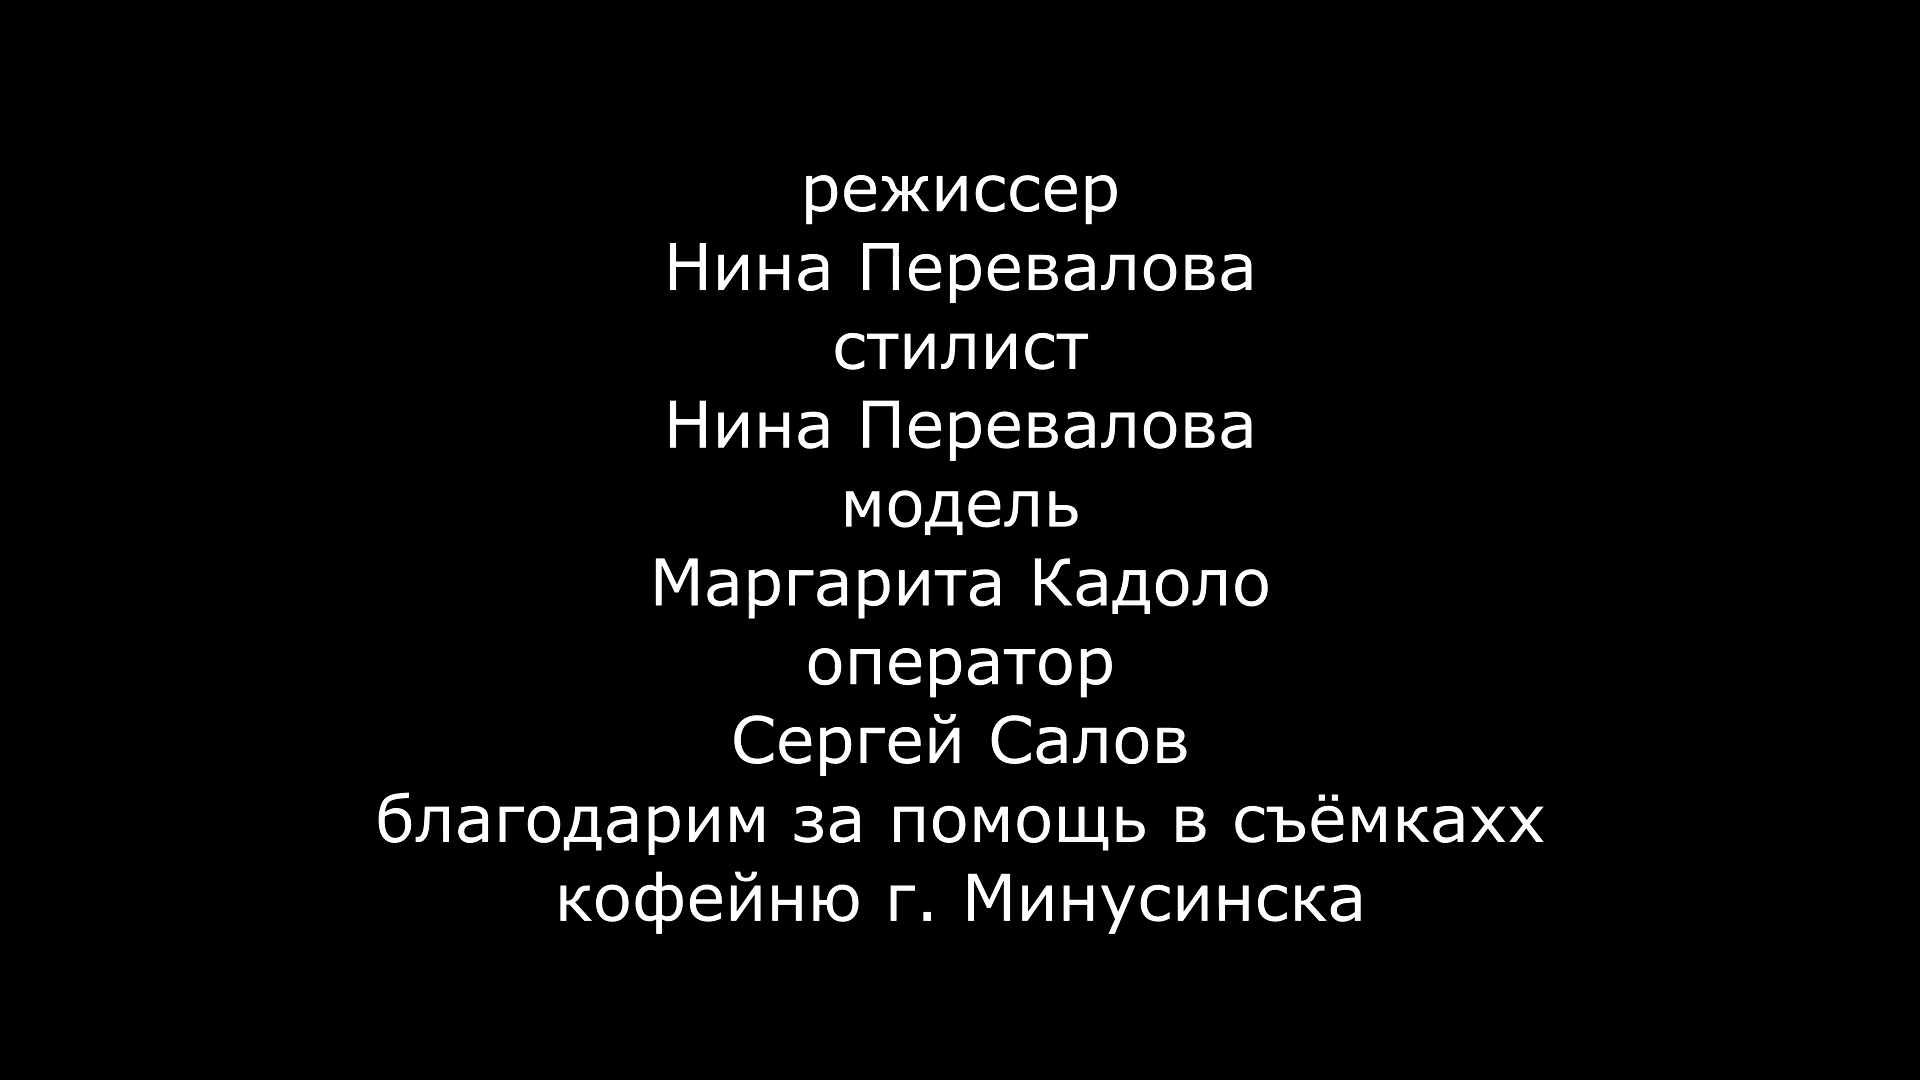 режиссер
Нина Перевалова
стилист
Нина Перевалова
модель
Маргарита Кадоло
оператор
Сергей Салов
благодарим за помощь в съёмкахх
кофейню г. Минусинска